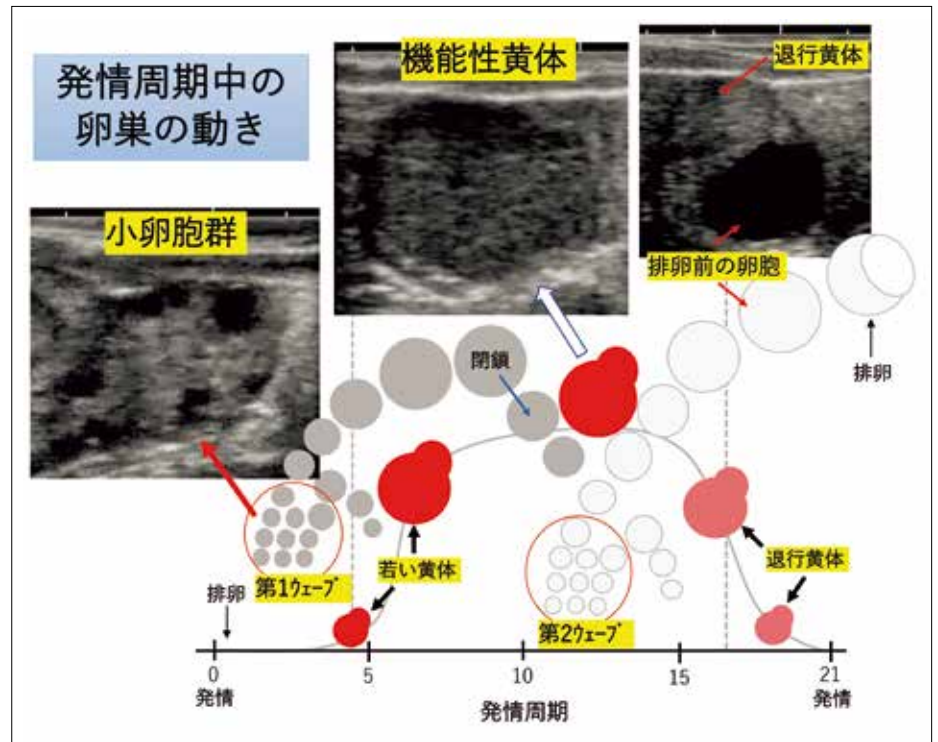 発情周期中の
卵巣の動き
機能性黄体
退行黄体
小卵胞群
排卵前の卵胞
閉鎖
排卵
若い黄体
退行黄体
排卵
第1ウェーブ
第2ウェーブ
0
5
10
15
21
発情
発情周期
発情